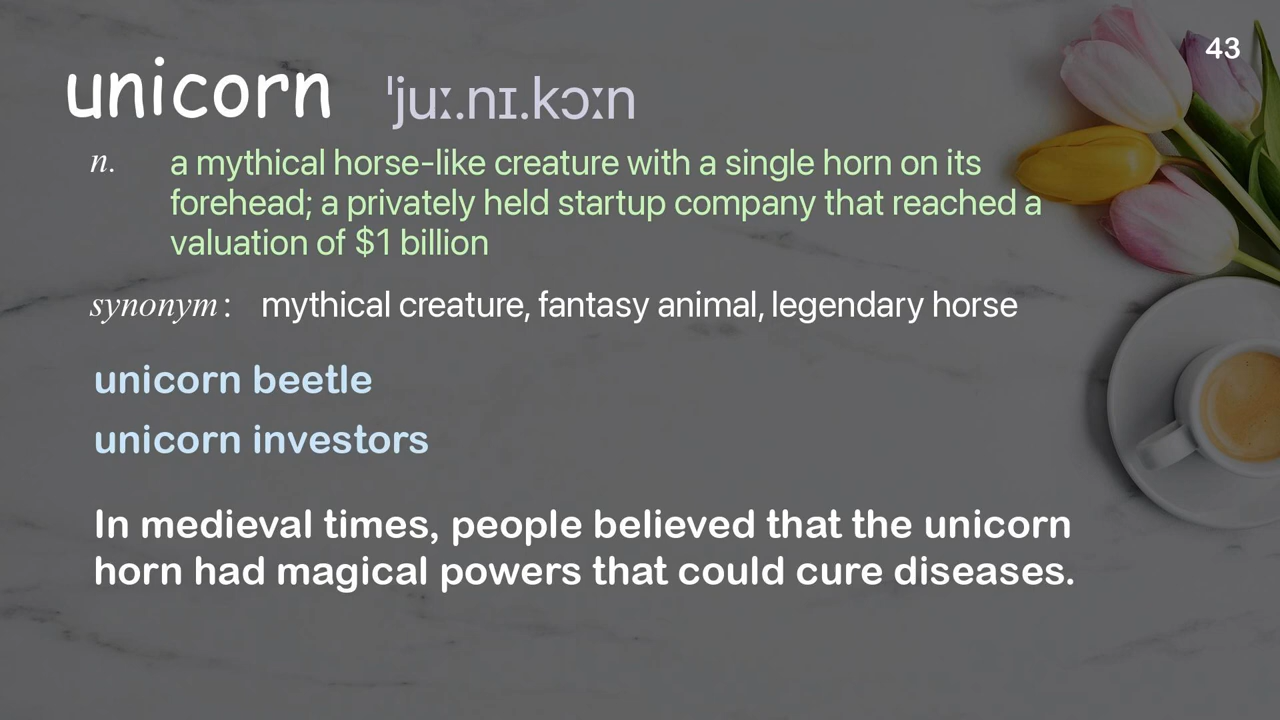 43
unicorn ˈjuː.nɪ.kɔːn
n. a mythical horse-like creature with a single horn on its
forehead; a privately held startup company that reached a
valuation of $1 billion
synonym: mythical creature, fantasy animal, legendary horse
unicorn beetle
unicorn investors
In medieval times, people believed that the unicorn
horn had magical powers that could cure diseases.